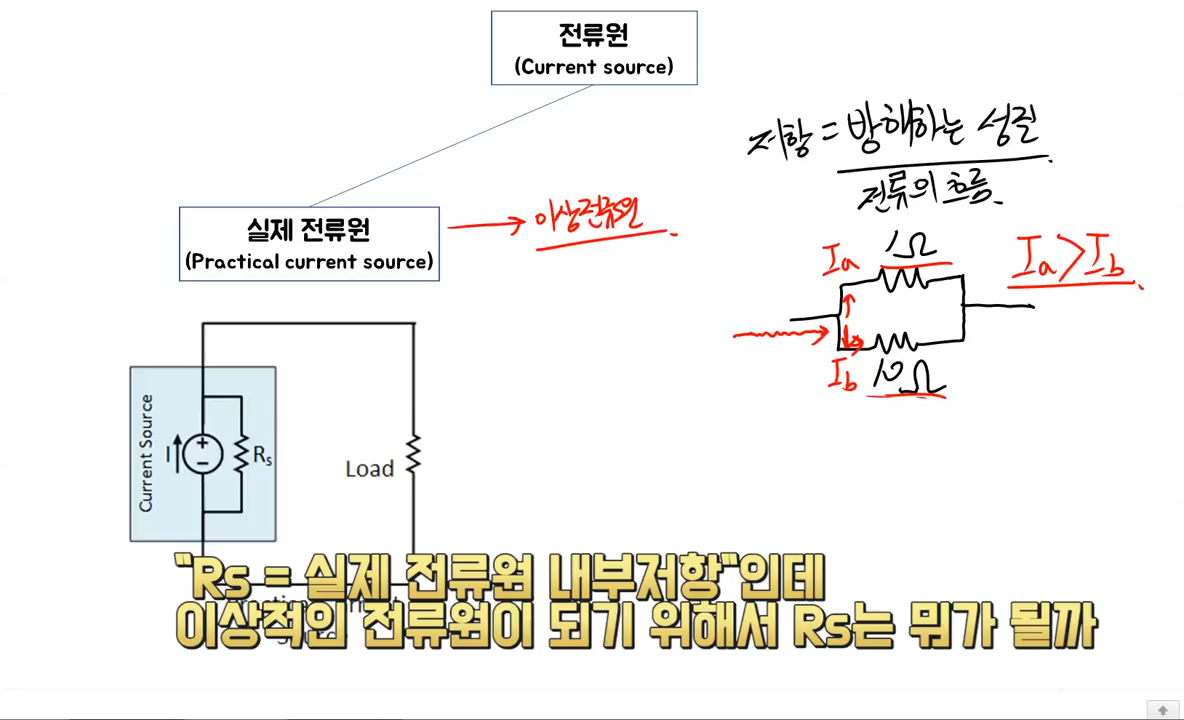 전류원
(Current source)
저항 = 방해하는 성질
전류의 흐름.
실제 전류원
(Practical current source)
이상전류원
Ia
1Ω
Ia > Ib
Ib
10Ω
Current Source
I
+
−
Rs
Load
"Rs = 실제 전류원 내부저항"인데
이상적인 전류원이 되기 위해서 Rs는 뭐가 될까